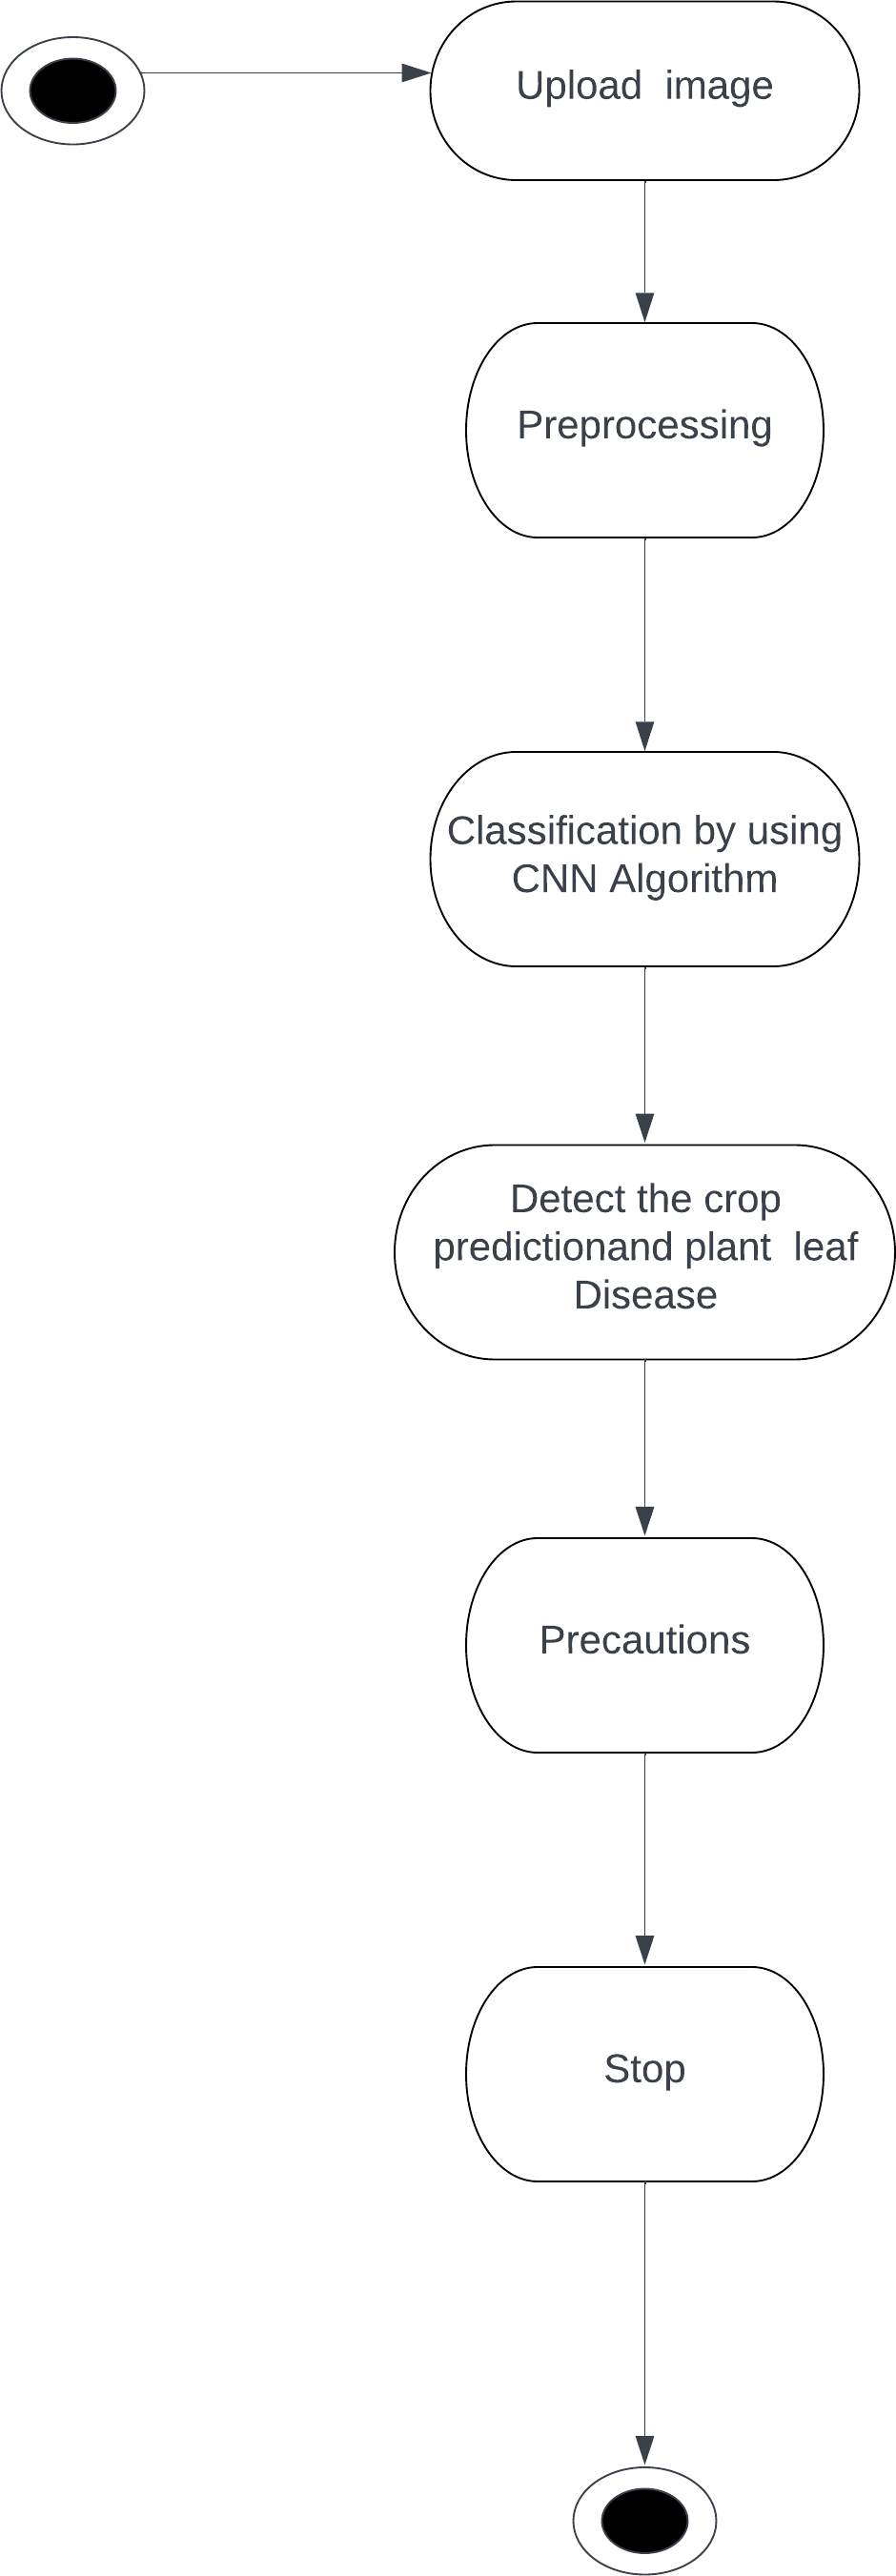 Upload  image
Preprocessing
Classification by using
CNN Algorithm
Detect the crop
predictionand plant  leaf
Disease
Precautions
Stop